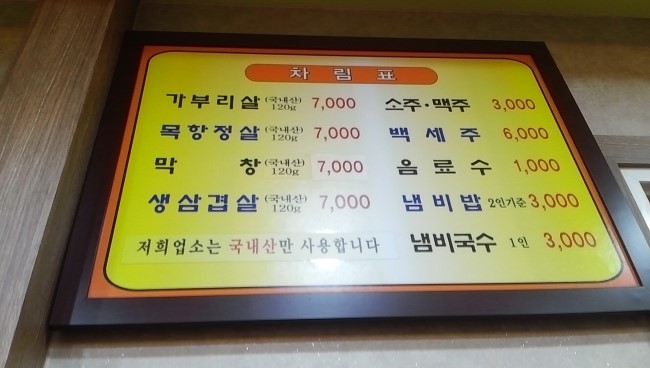 차림표
가부리살 (국내산) 120g 7,000
목항정살 (국내산) 120g 7,000
막창 (국내산) 120g 7,000
생삼겹살 (국내산) 120g 7,000
저희업소는 국내산만 사용합니다
소주·맥주 3,000
백세주 6,000
음료수 1,000
냄비밥 2인기준 3,000
냄비국수 1인 3,000